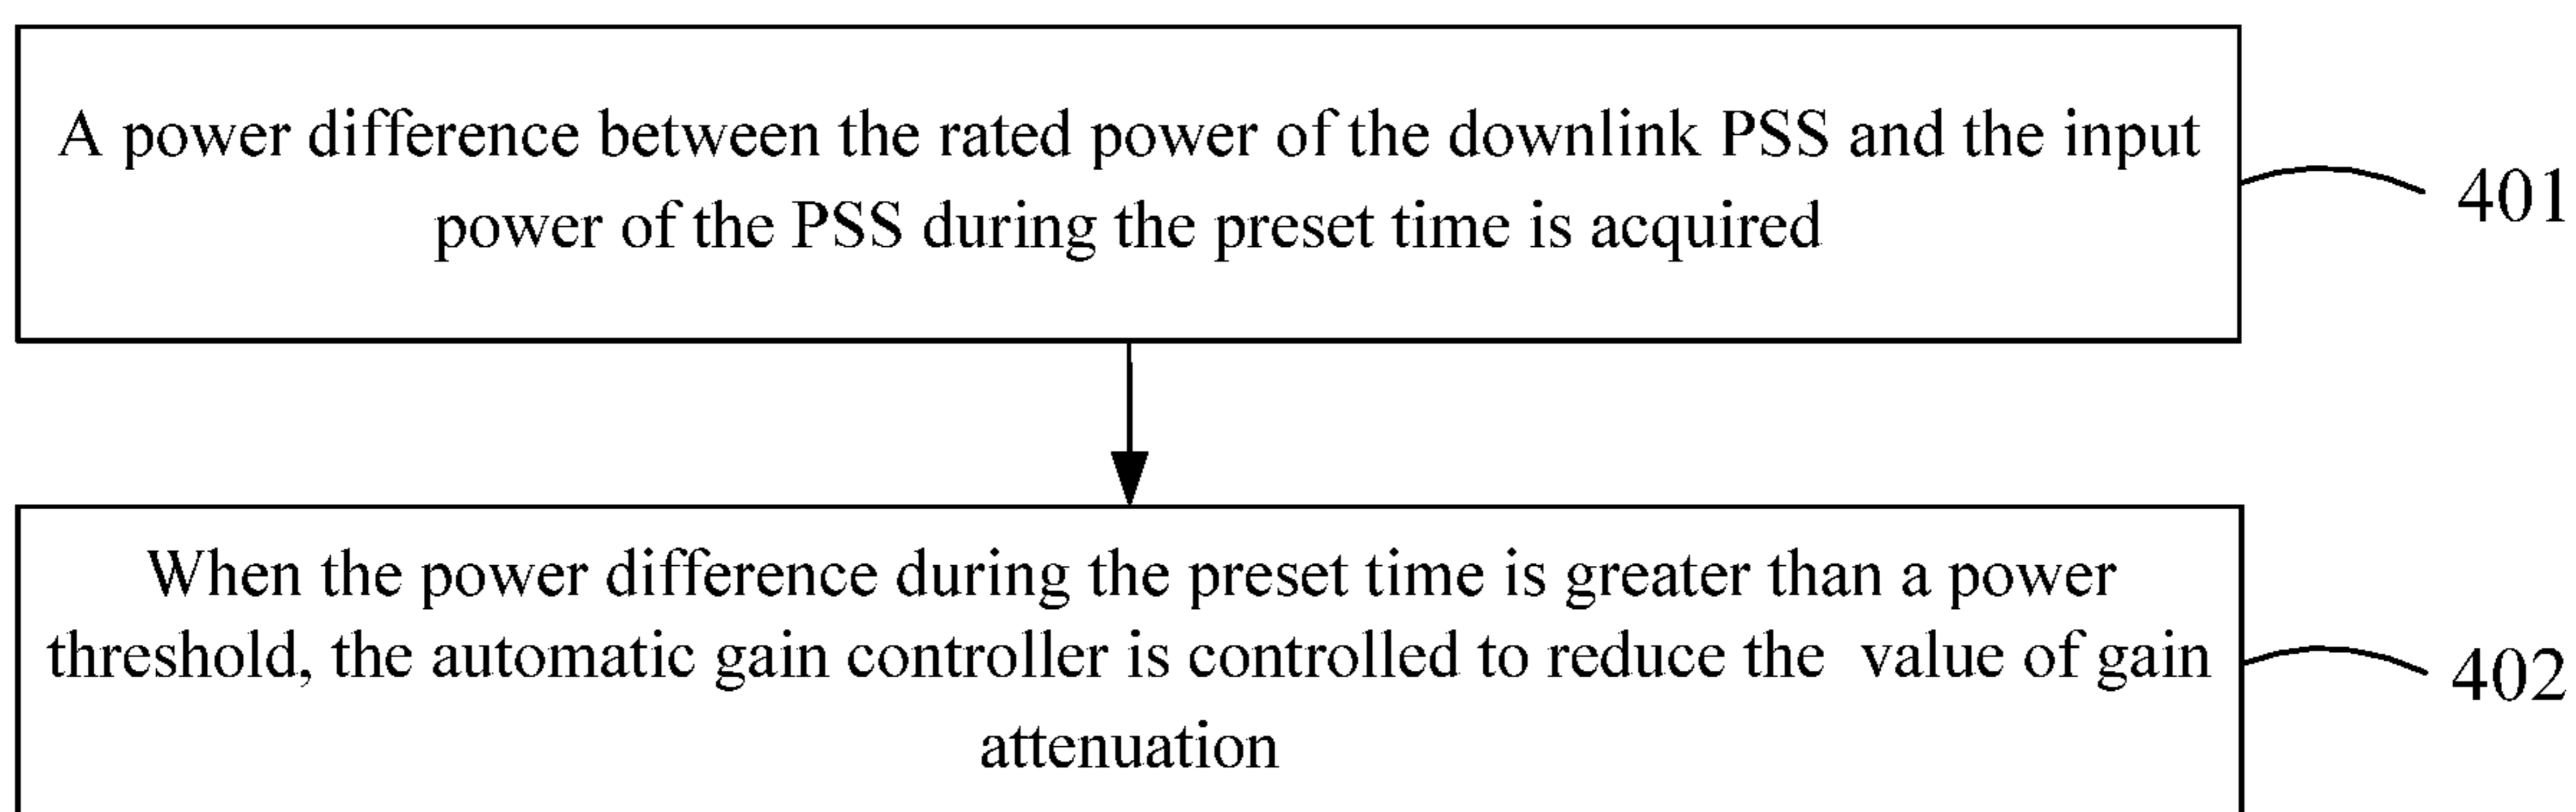 A power difference between the rated power of the downlink PSS and the input
power of the PSS during the preset time is acquired
401
When the power difference during the preset time is greater than a power
threshold, the automatic gain controller is controlled to reduce the value of gain
attenuation
402